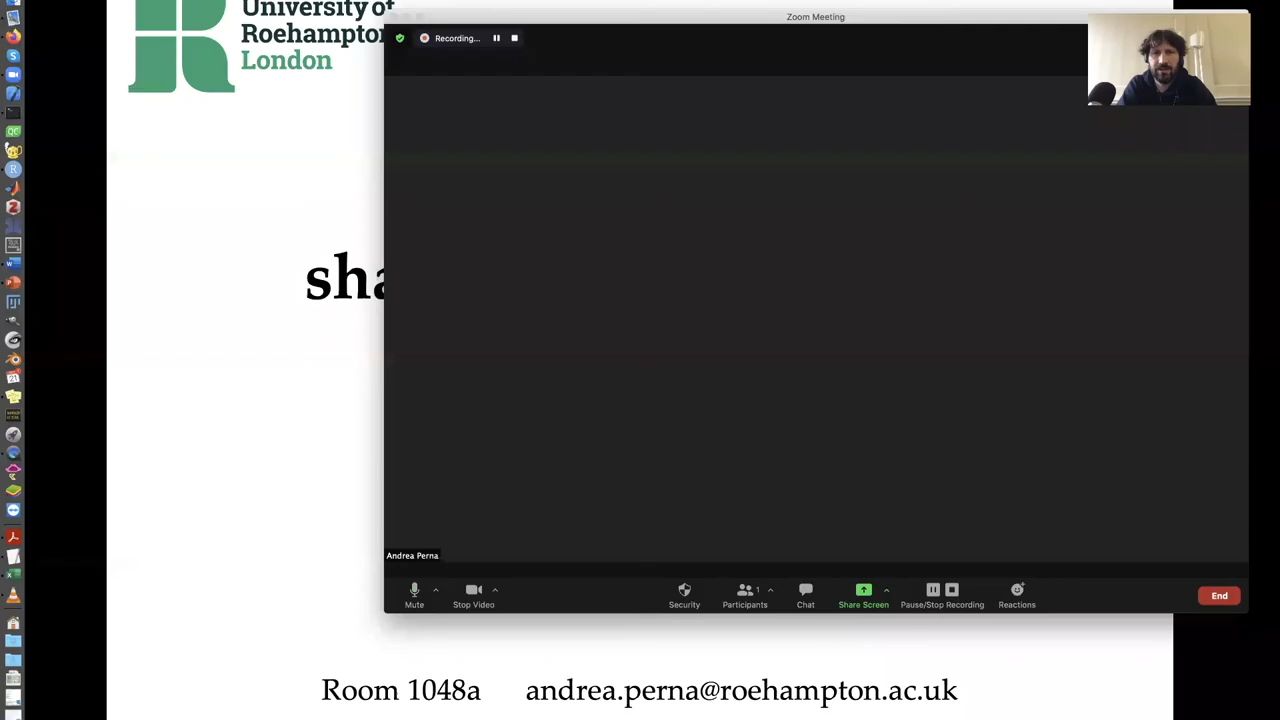 University of
Roehampton
London
Zoom Meeting
Recording...
sha
Andrea Perna
Mute
Stop Video
Security
Participants
1
Chat
Share Screen
Pause/Stop Recording
Reactions
End
Room 1048a andrea.perna@roehampton.ac.uk